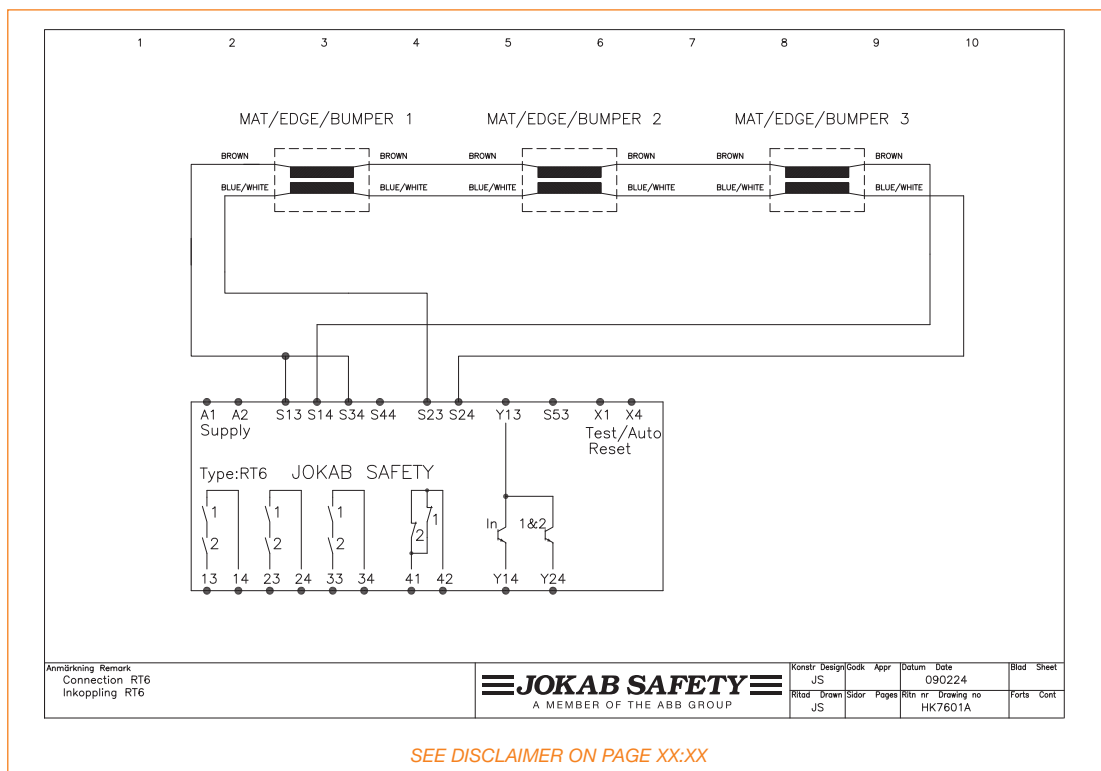 1 2 3 4 5 6 7 8 9 10
MAT/EDGE/BUMPER 1 MAT/EDGE/BUMPER 2 MAT/EDGE/BUMPER 3
BROWN BROWN BROWN BROWN BROWN BROWN
BLUE/WHITE BLUE/WHITE BLUE/WHITE BLUE/WHITE BLUE/WHITE BLUE/WHITE
A1 A2 S13 S14 S34 S44 S23 S24 Y13 S53 X1 X4
Supply Test/Auto
Reset
Type:RT6 JOKAB SAFETY
1 1 1 1
In 1&2
2 2 2 2
13 14 23 24 33 34 41 42 Y14 Y24
Anmärkning Remark
Connection RT6
Inkoppling RT6
JOKAB SAFETY
A MEMBER OF THE ABB GROUP
Konstr Design Godk Appr Datum Date Blad Sheet
JS 090224
Ritad Drawn Sidor Pages Ritn nr Drawing no Forts Cont
JS HK7601A
SEE DISCLAIMER ON PAGE XX:XX